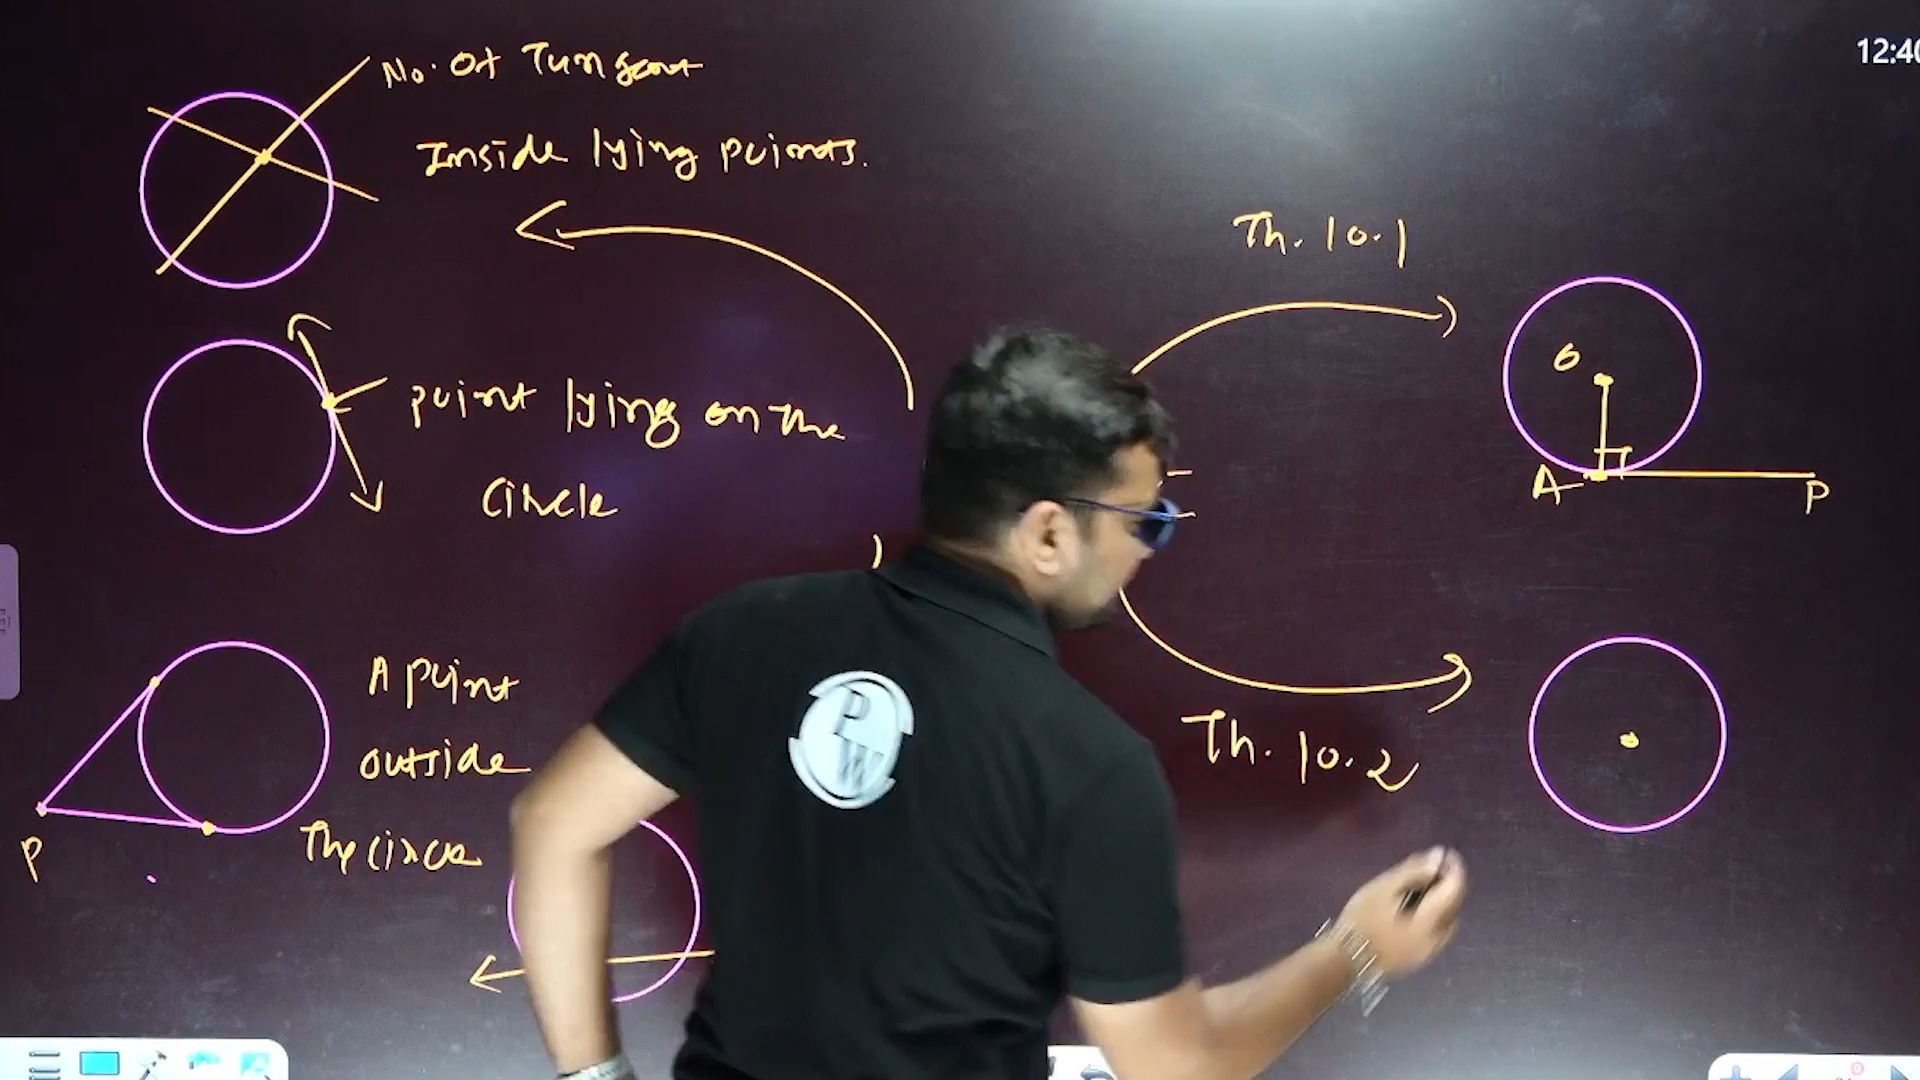 No. Of Tungent
Inside lying points.
point lying on the
Circle
A point
outside
The circle
P
Th. 10.1
O
A
P
Th. 10.2
PW
12:40